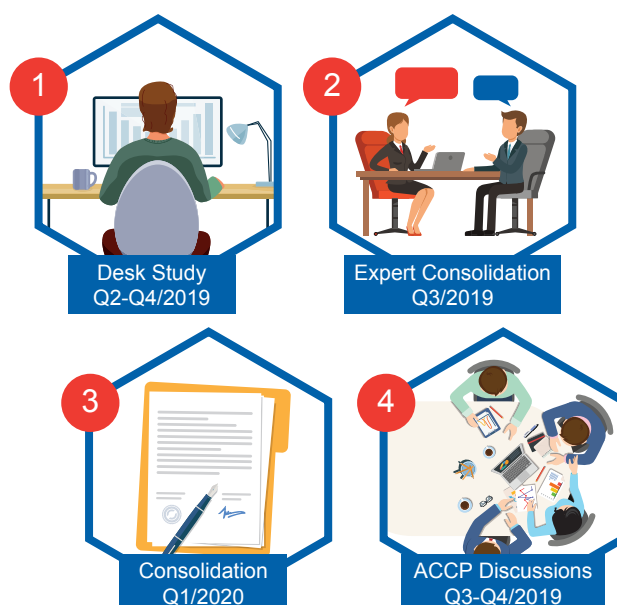 1
Desk Study
Q2-Q4/2019
2
Expert Consolidation
Q3/2019
3
Consolidation
Q1/2020
4
ACCP Discussions
Q3-Q4/2019